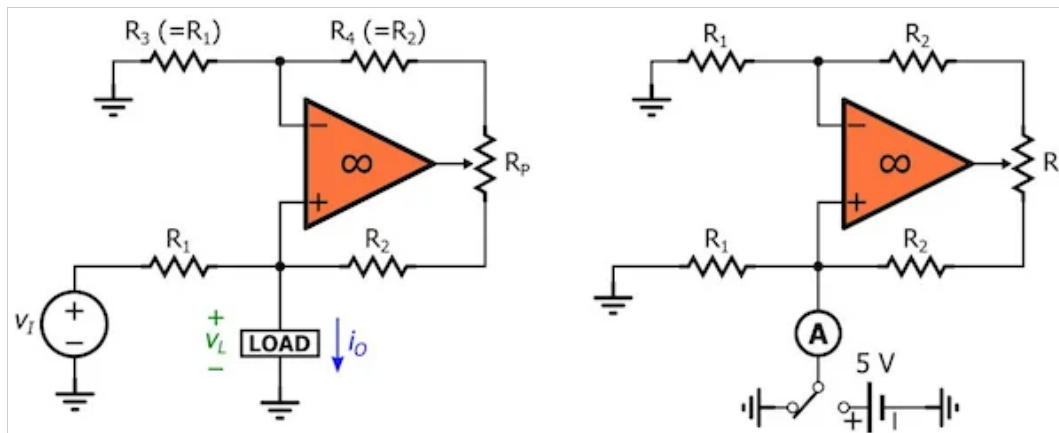 R3 (=R1)
R4 (=R2)
−
∞
+
RP
R1
R2
vI
+
−
+
vL
−
LOAD
iO
R1
R2
−
∞
+
R
R1
R2
A
5 V
+